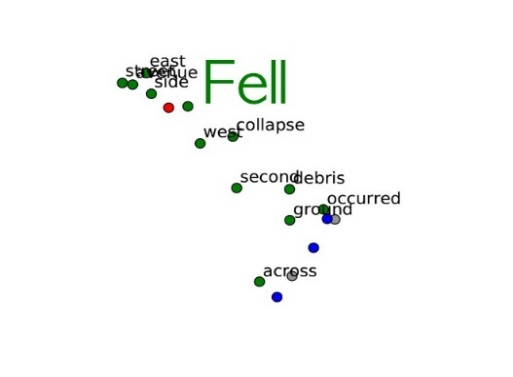 east
street
avenue
side
Fell
collapse
west
second
debris
occurred
ground
across